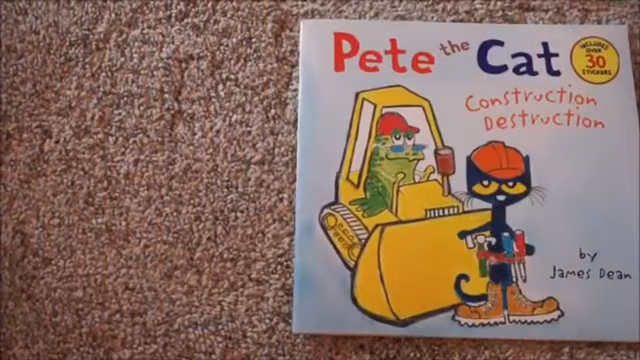 Pete the Cat
INCLUDES
OVER
30
STICKERS
Construction
Destruction
by
James Dean